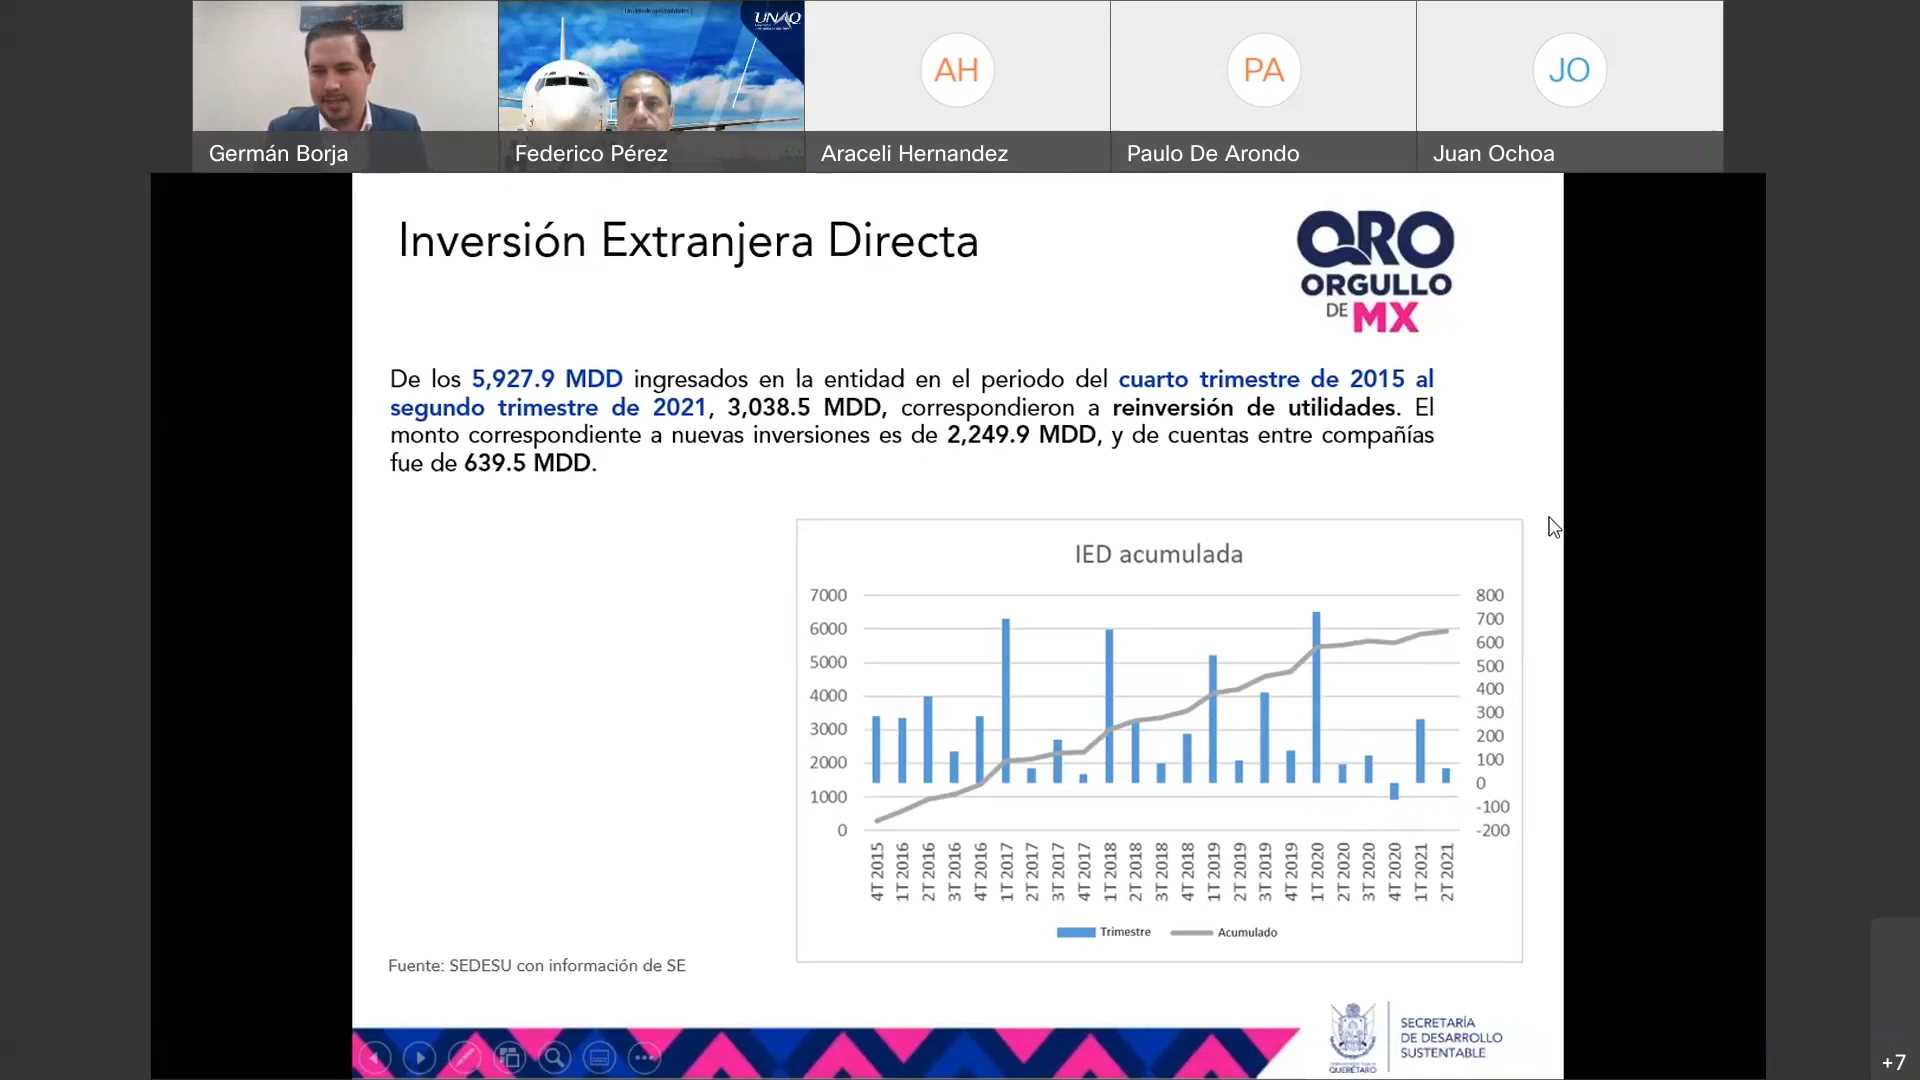 UNAQ
AH
PA
JO
Germán Borja
Federico Pérez
Araceli Hernandez
Paulo De Arondo
Juan Ochoa
Inversión Extranjera Directa
QRO
ORGULLO
DE MX
De los 5,927.9 MDD ingresados en la entidad en el periodo del cuarto trimestre de 2015 al
segundo trimestre de 2021, 3,038.5 MDD, correspondieron a reinversión de utilidades. El
monto correspondiente a nuevas inversiones es de 2,249.9 MDD, y de cuentas entre compañías
fue de 639.5 MDD.
IED acumulada
7000
6000
5000
4000
3000
2000
1000
0
800
700
600
500
400
300
200
100
0
-100
-200
4T 2015
1T 2016
2T 2016
3T 2016
4T 2016
1T 2017
2T 2017
3T 2017
4T 2017
1T 2018
2T 2018
3T 2018
4T 2018
1T 2019
2T 2019
3T 2019
4T 2019
1T 2020
2T 2020
3T 2020
4T 2020
1T 2021
2T 2021
Trimestre
Acumulado
Fuente: SEDESU con información de SE
QUERÉTARO
SECRETARÍA
DE DESARROLLO
SUSTENTABLE
+7